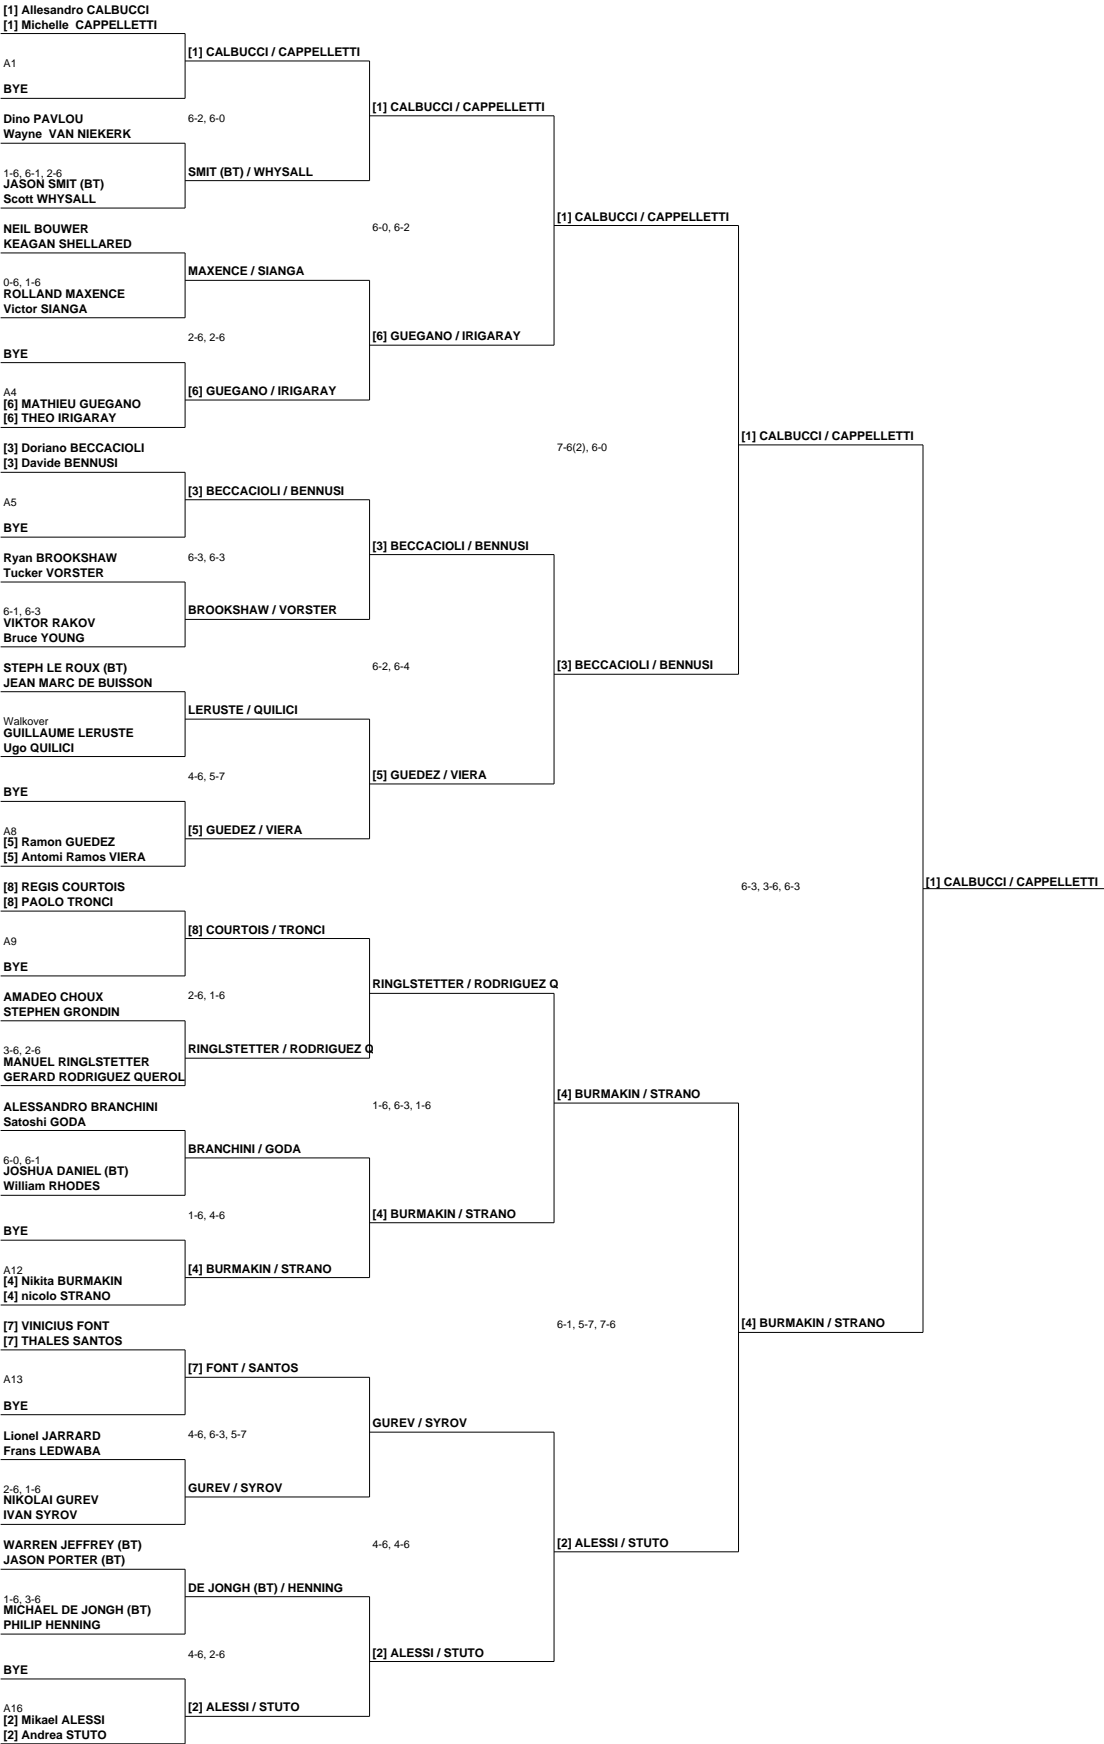 [1] Allesandro CALBUCCI
[1] Michelle  CAPPELLETTI
[1] CALBUCCI / CAPPELLETTI
A1
BYE
[1] CALBUCCI / CAPPELLETTI
Dino PAVLOU
6-2, 6-0
Wayne  VAN NIEKERK
1-6, 6-1, 2-6
SMIT (BT) / WHYSALL
JASON SMIT (BT)
Scott WHYSALL
[1] CALBUCCI / CAPPELLETTI
NEIL BOUWER
6-0, 6-2
KEAGAN SHELLARED
MAXENCE / SIANGA
0-6, 1-6
ROLLAND MAXENCE
Victor SIANGA
2-6, 2-6
[6] GUEGANO / IRIGARAY
BYE
A4
[6] GUEGANO / IRIGARAY
[6] MATHIEU GUEGANO
[6] THEO IRIGARAY
[1] CALBUCCI / CAPPELLETTI
[3] Doriano BECCACIOLI
7-6(2), 6-0
[3] Davide BENNUSI
[3] BECCACIOLI / BENNUSI
A5
BYE
[3] BECCACIOLI / BENNUSI
Ryan BROOKSHAW
6-3, 6-3
Tucker VORSTER
6-1, 6-3
BROOKSHAW / VORSTER
VIKTOR RAKOV
Bruce YOUNG
STEPH LE ROUX (BT)
6-2, 6-4
[3] BECCACIOLI / BENNUSI
JEAN MARC DE BUISSON
LERUSTE / QUILICI
Walkover
GUILLAUME LERUSTE
Ugo QUILICI
4-6, 5-7
[5] GUEDEZ / VIERA
BYE
A8
[5] GUEDEZ / VIERA
[5] Ramon GUEDEZ
[5] Antomi Ramos VIERA
[1] CALBUCCI / CAPPELLETTI
[8] REGIS COURTOIS
6-3, 3-6, 6-3
[8] PAOLO TRONCI
[8] COURTOIS / TRONCI
A9
BYE
RINGLSTETTER / RODRIGUEZ Q
AMADEO CHOUX
2-6, 1-6
STEPHEN GRONDIN
3-6, 2-6
RINGLSTETTER / RODRIGUEZ Q
MANUEL RINGLSTETTER
GERARD RODRIGUEZ QUEROL
[4] BURMAKIN / STRANO
ALESSANDRO BRANCHINI
1-6, 6-3, 1-6
Satoshi GODA
BRANCHINI / GODA
6-0, 6-1
JOSHUA DANIEL (BT)
William RHODES
1-6, 4-6
[4] BURMAKIN / STRANO
BYE
A12
[4] BURMAKIN / STRANO
[4] Nikita BURMAKIN
[4] nicolo STRANO
[7] VINICIUS FONT
6-1, 5-7, 7-6
[4] BURMAKIN / STRANO
[7] THALES SANTOS
[7] FONT / SANTOS
A13
BYE
GUREV / SYROV
Lionel JARRARD
4-6, 6-3, 5-7
Frans LEDWABA
2-6, 1-6
GUREV / SYROV
NIKOLAI GUREV
IVAN SYROV
WARREN JEFFREY (BT)
4-6, 4-6
[2] ALESSI / STUTO
JASON PORTER (BT)
DE JONGH (BT) / HENNING
1-6, 3-6
MICHAEL DE JONGH (BT)
PHILIP HENNING
4-6, 2-6
[2] ALESSI / STUTO
BYE
A16
[2] ALESSI / STUTO
[2] Mikael ALESSI
[2] Andrea STUTO